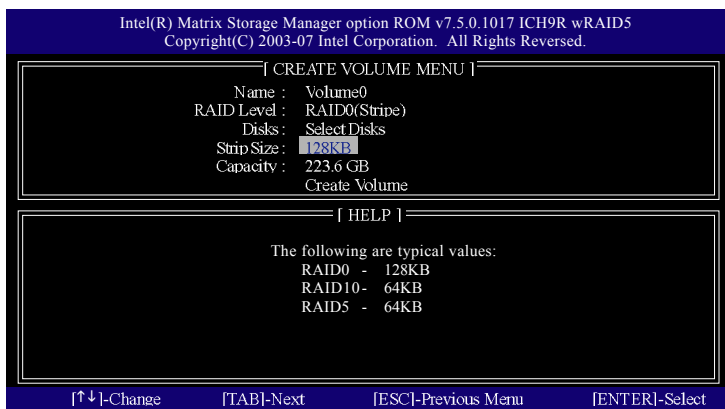 Intel(R) Matrix Storage Manager option ROM v7.5.0.1017 ICH9R wRAID5
Copyright(C) 2003-07 Intel Corporation. All Rights Reversed.
[ CREATE VOLUME MENU ]
Name : Volume0
RAID Level : RAID0(Stripe)
Disks : Select Disks
Strip Size : 128KB
Capacity : 223.6 GB
Create Volume
[ HELP ]
The following are typical values:
RAID0 - 128KB
RAID10- 64KB
RAID5 - 64KB
[↑↓]-Change [TAB]-Next [ESC]-Previous Menu [ENTER]-Select